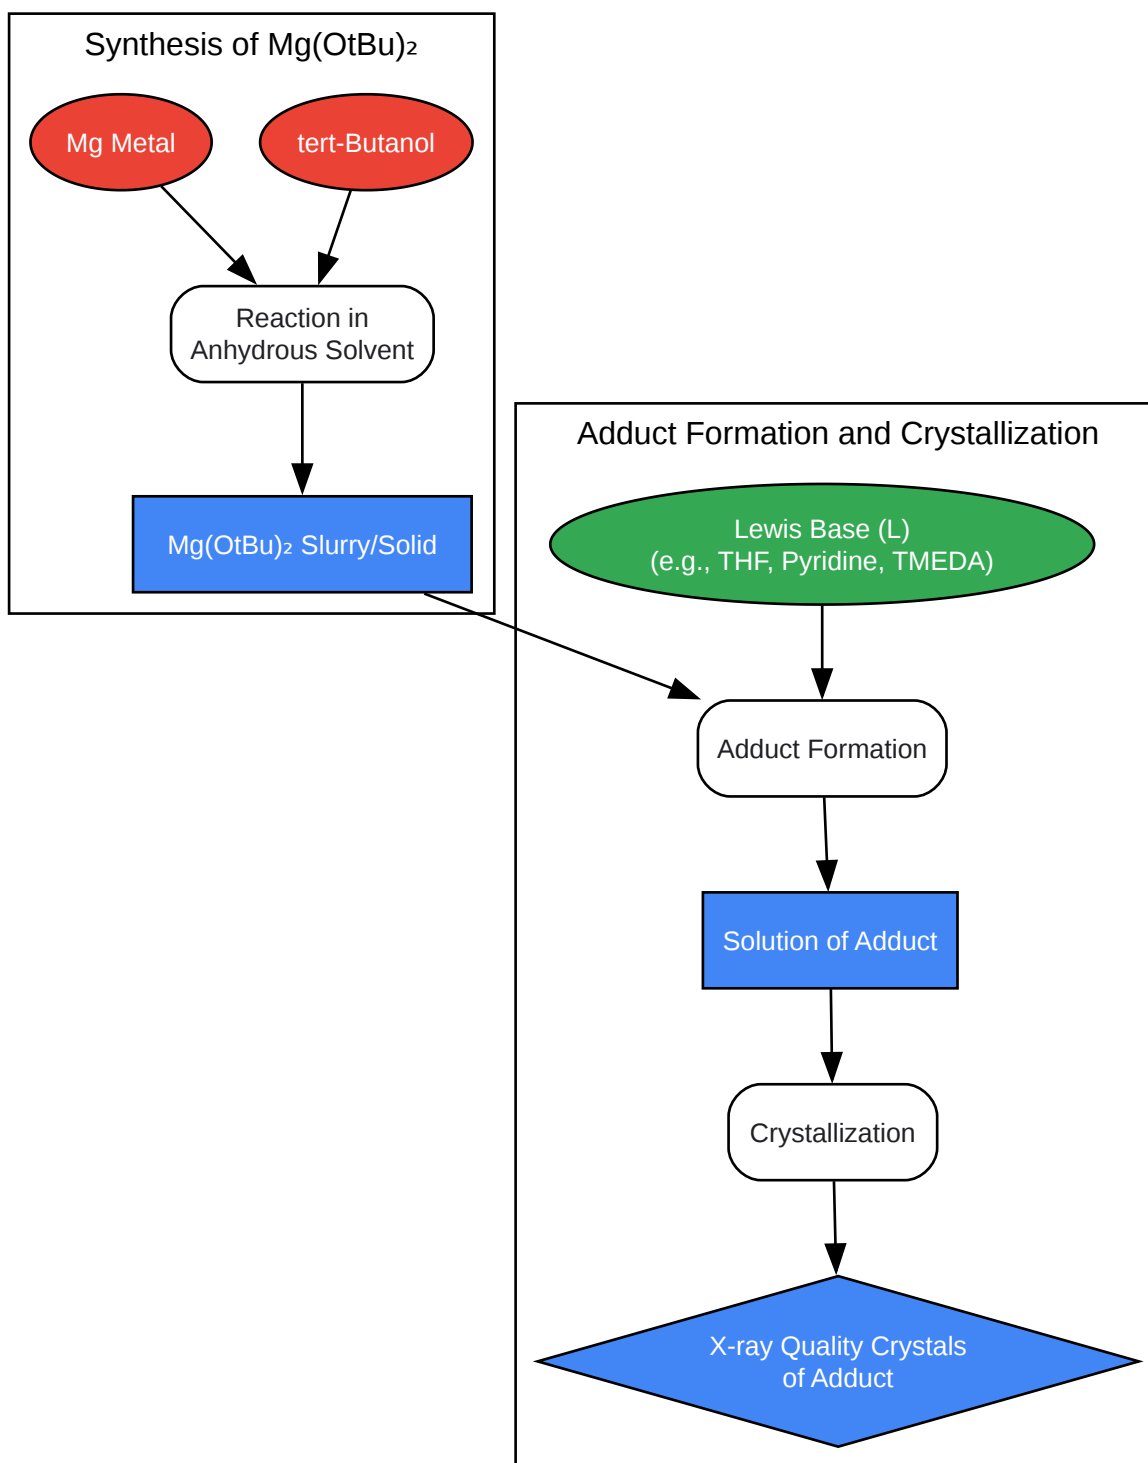 Synthesis of Mg(OtBu)₂
Mg Metal
tert-Butanol
Reaction in
Anhydrous Solvent
Mg(OtBu)₂ Slurry/Solid
Adduct Formation and Crystallization
Lewis Base (L)
(e.g., THF, Pyridine, TMEDA)
Adduct Formation
Solution of Adduct
Crystallization
X-ray Quality Crystals
of Adduct